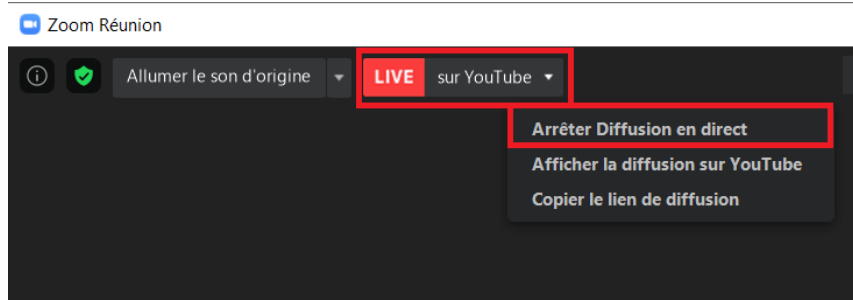 Zoom Réunion
Allumer le son d'origine LIVE sur YouTube
Arrêter Diffusion en direct
Afficher la diffusion sur YouTube
Copier le lien de diffusion